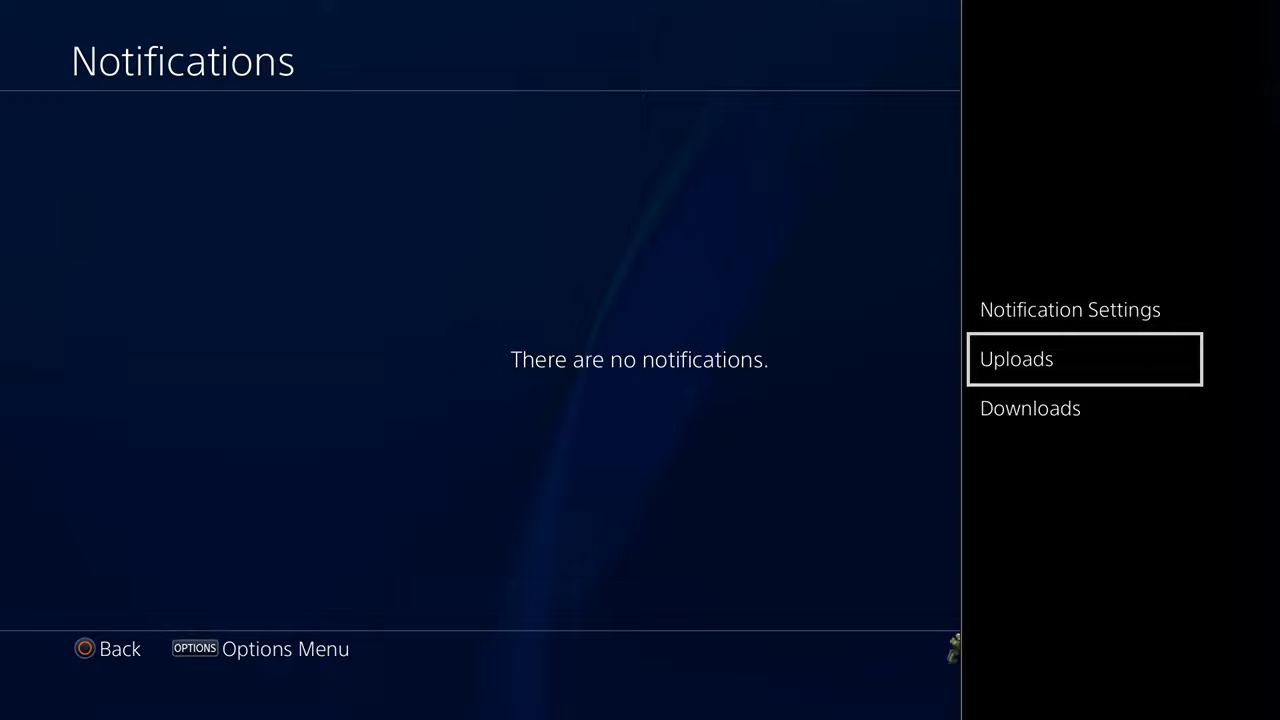 Notifications
There are no notifications.
Notification Settings
Uploads
Downloads
Back
OPTIONS Options Menu